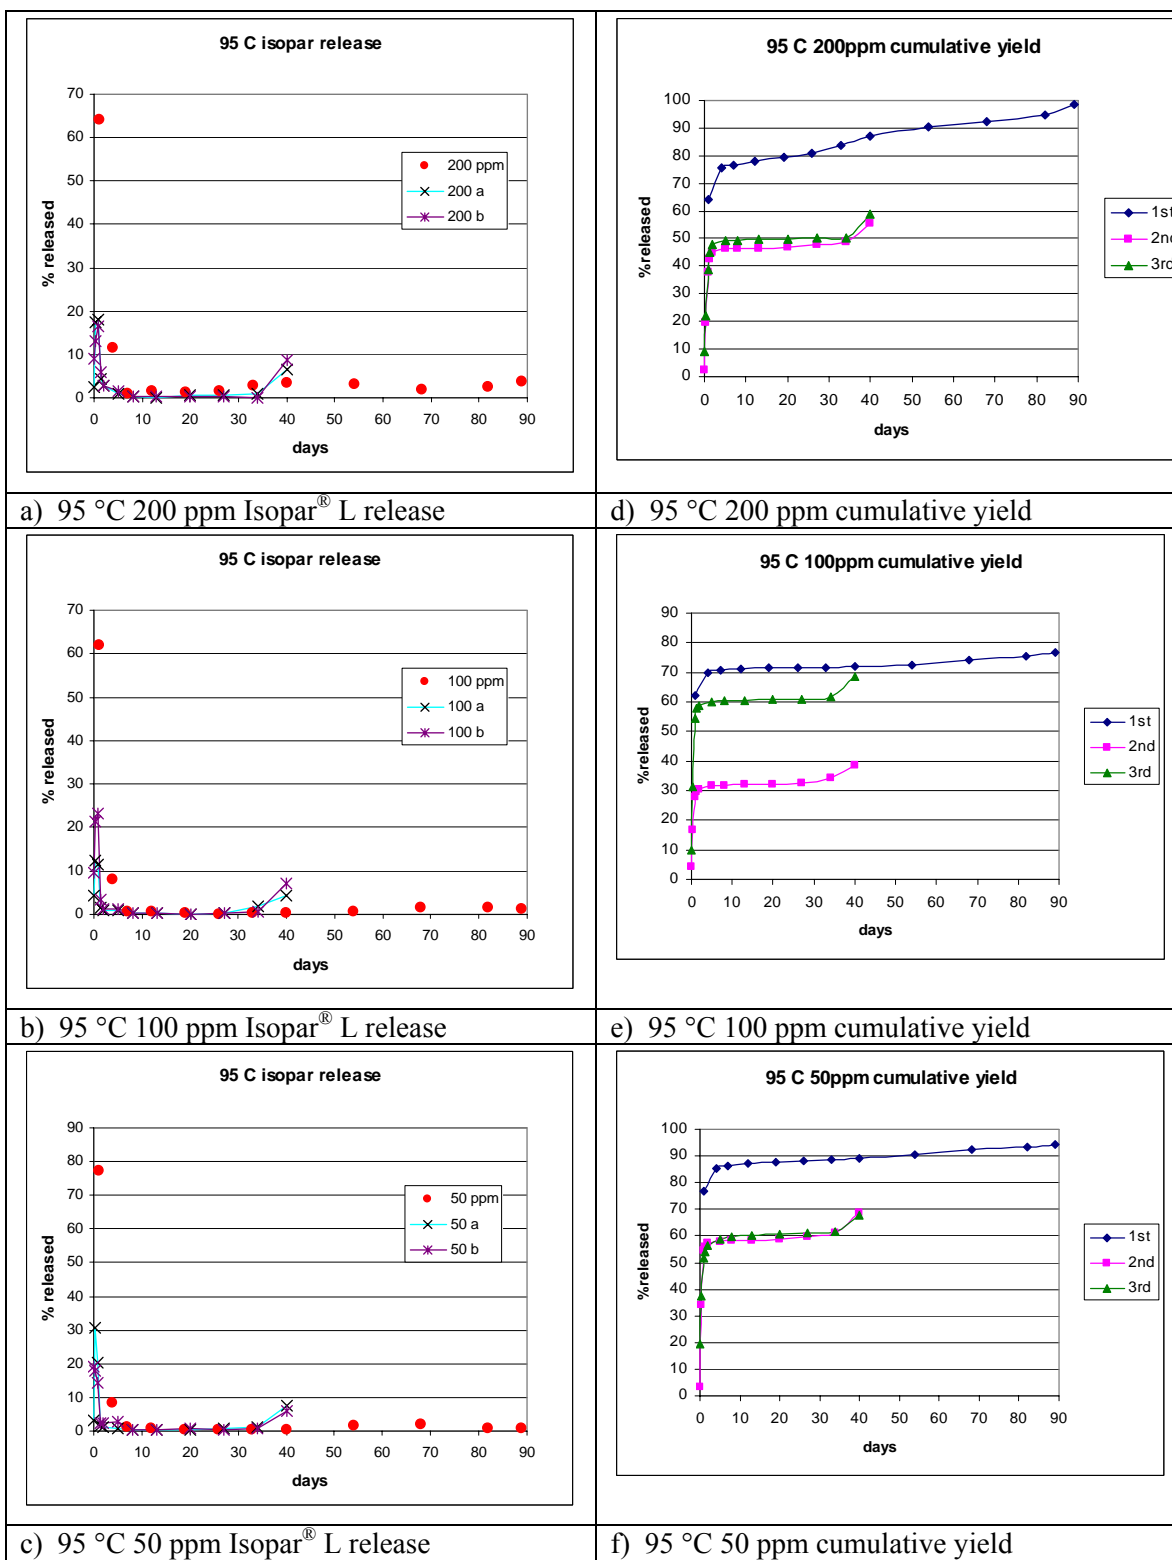 95 C isopar release
70
60
50
40
30
20
10
0
% released
200 ppm
200 a
200 b
0 10 20 30 40 50 60 70 80 90
days
95 C 200ppm cumulative yield
100
90
80
70
60
50
40
30
20
10
0
%released
1st
2nd
3rd
0 10 20 30 40 50 60 70 80 90
days
a) 95 °C 200 ppm Isopar® L release
d) 95 °C 200 ppm cumulative yield
95 C isopar release
70
60
50
40
30
20
10
0
% released
100 ppm
100 a
100 b
0 10 20 30 40 50 60 70 80 90
days
95 C 100ppm cumulative yield
90
80
70
60
50
40
30
20
10
0
%released
1st
2nd
3rd
0 10 20 30 40 50 60 70 80 90
days
b) 95 °C 100 ppm Isopar® L release
e) 95 °C 100 ppm cumulative yield
95 C isopar release
90
80
70
60
50
40
30
20
10
0
% released
50 ppm
50 a
50 b
0 10 20 30 40 50 60 70 80 90
days
95 C 50ppm cumulative yield
100
90
80
70
60
50
40
30
20
10
0
%released
1st
2nd
3rd
0 10 20 30 40 50 60 70 80 90
days
c) 95 °C 50 ppm Isopar® L release
f) 95 °C 50 ppm cumulative yield